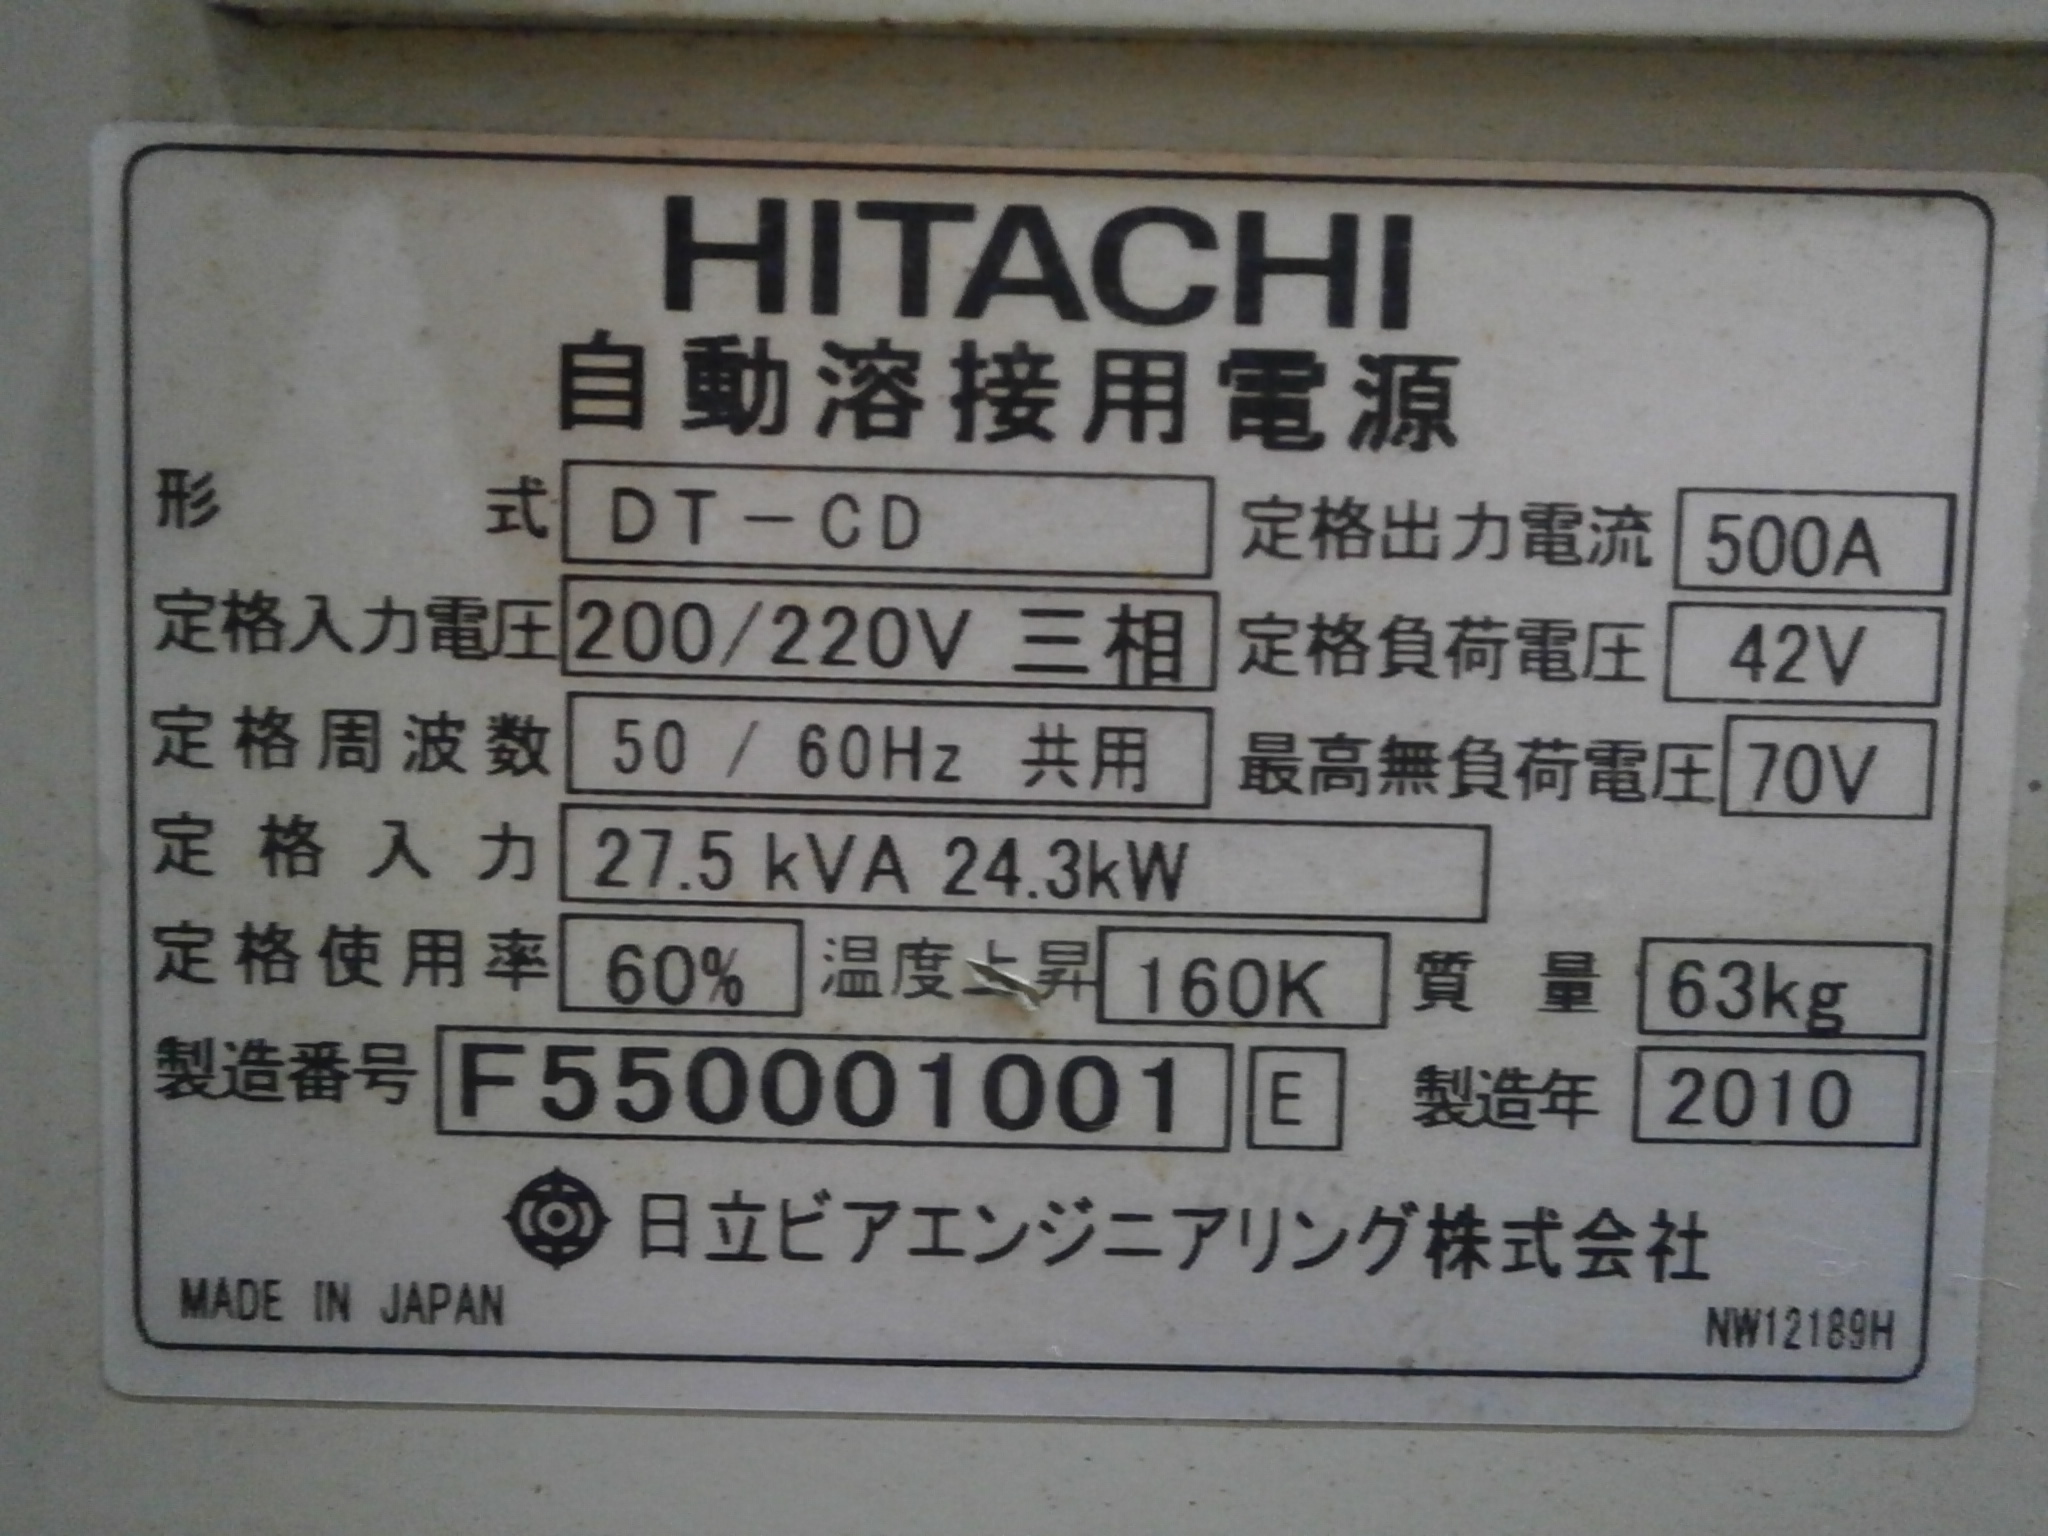 HITACHI
自動溶接用電源
形式 DT-CD 定格出力電流 500A
定格入力電圧 200/220V 三相 定格負荷電圧 42V
定格周波数 50 / 60Hz 共用 最高無負荷電圧 70V
定格入力 27.5 kVA 24.3kW
定格使用率 60% 温度上昇 160K 質量 63kg
製造番号 F550001001 E 製造年 2010
日立ビアエンジニアリング株式会社
MADE IN JAPAN NW12189H